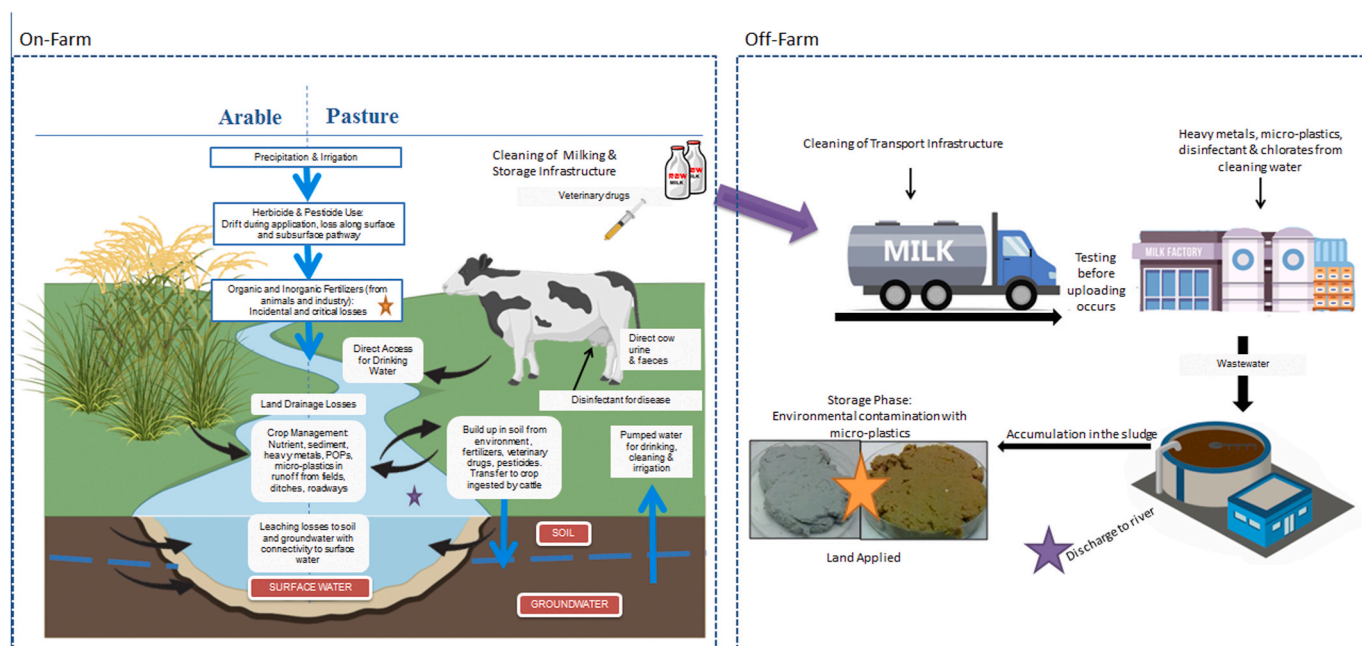 On-Farm
Arable
Pasture
Precipitation & Irrigation
Herbicide & Pesticide Use:
Drift during application, loss along surface
and subsurface pathway
Organic and Inorganic Fertilizers (from
animals and industry):
Incidental and critical losses
Cleaning of Milking &
Storage Infrastructure
RAW
MILK
RAW
MILK
Veterinary drugs
Direct Access
for Drinking
Water
Direct cow
urine
& faeces
Disinfectant for disease
Land Drainage Losses
Crop Management:
Nutrient, sediment,
heavy metals, POPs,
micro-plastics in
runoff from fields,
ditches, roadways
Build up in soil from
environment,
fertilizers, veterinary
drugs, pesticides.
Transfer to crop
ingested by cattle
Pumped water
for drinking,
cleaning &
irrigation
Leaching losses to soil
and groundwater with
connectivity to surface
water
SOIL
SURFACE WATER
GROUNDWATER
Off-Farm
Cleaning of Transport Infrastructure
MILK
Testing
before
uploading
occurs
Heavy metals, micro-plastics,
disinfectant & chlorates from
cleaning water
MILK FACTORY
Wastewater
Storage Phase:
Environmental contamination with
micro-plastics
Accumulation in the sludge
Land Applied
Discharge to river